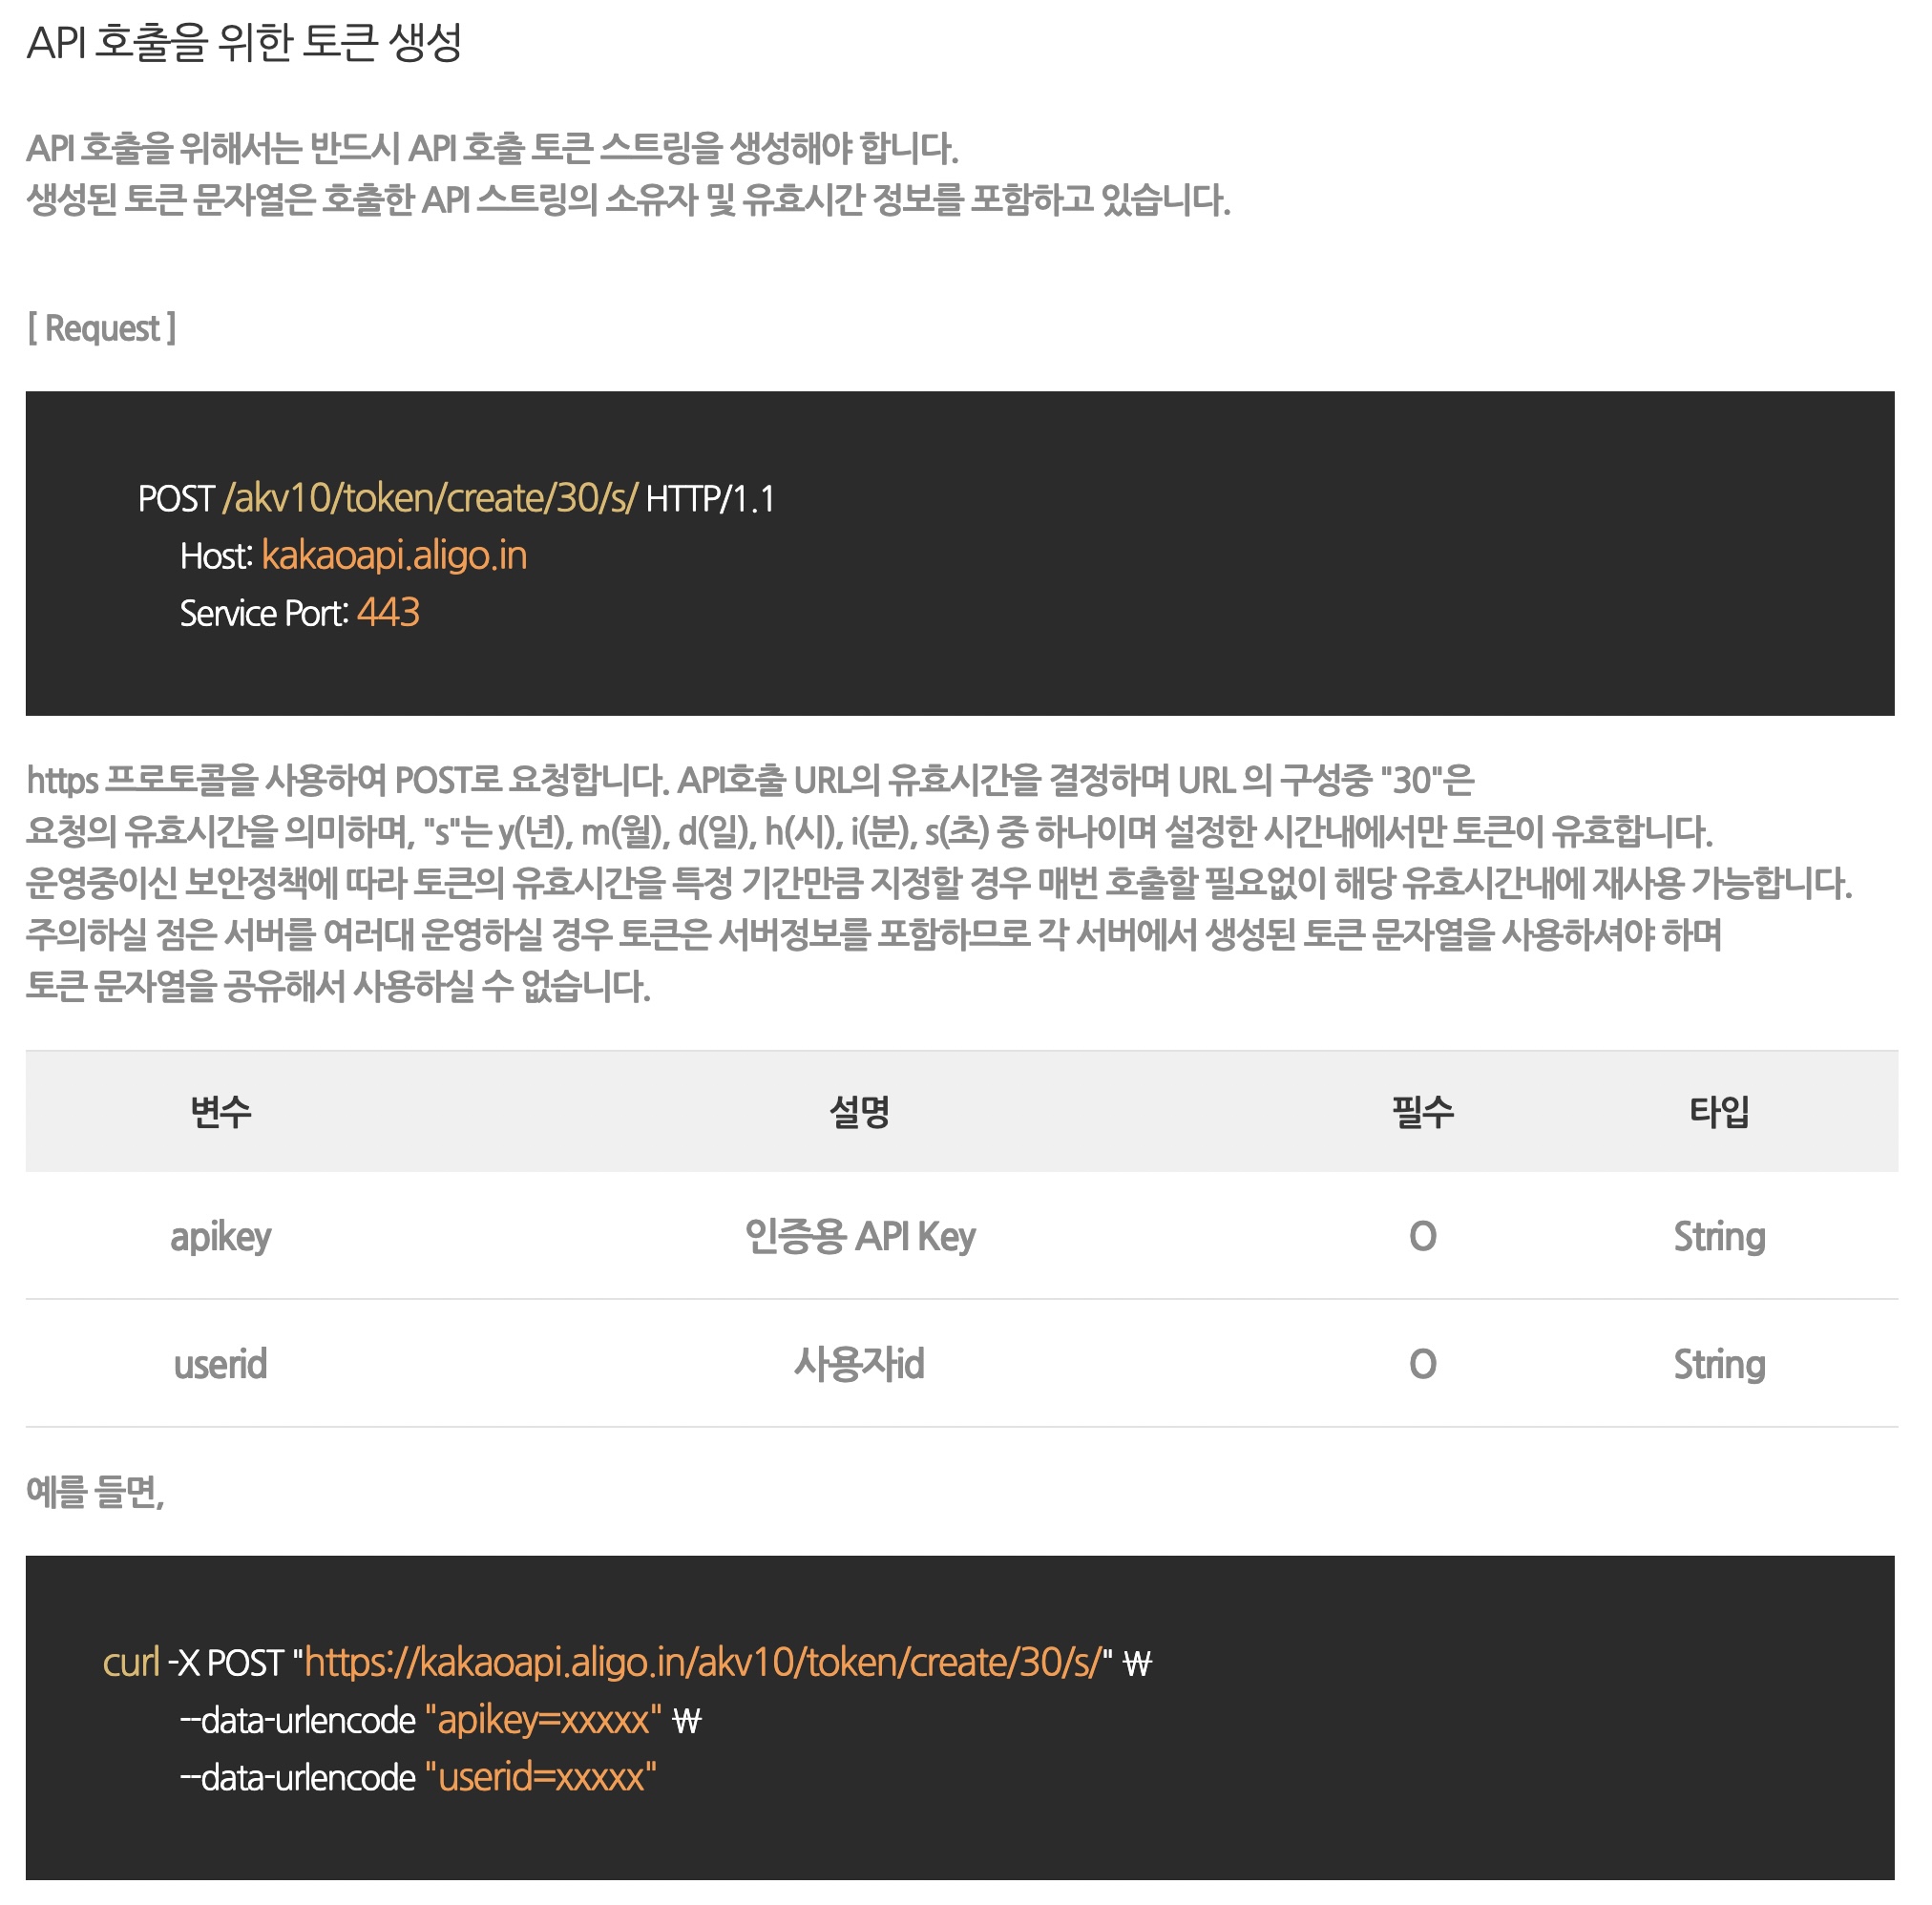 API 호출을 위한 토큰 생성
API 호출을 위해서는 반드시 API 호출 토큰 스트링을 생성해야 합니다.
생성된 토큰 문자열은 호출한 API 스트링의 소유자 및 유효시간 정보를 포함하고 있습니다.
[ Request ]
POST /akv10/token/create/30/s/ HTTP/1.1
Host: kakaoapi.aligo.in
Service Port: 443
https 프로토콜을 사용하여 POST로 요청합니다. API호출 URL의 유효시간을 결정하며 URL 의 구성중 "30"은
요청의 유효시간을 의미하며, "s"는 y(년), m(월), d(일), h(시), i(분), s(초) 중 하나이며 설정한 시간내에서만 토큰이 유효합니다.
운영중이신 보안정책에 따라 토큰의 유효시간을 특정 기간만큼 지정할 경우 매번 호출할 필요없이 해당 유효시간내에 재사용 가능합니다.
주의하실 점은 서버를 여러대 운영하실 경우 토큰은 서버정보를 포함하므로 각 서버에서 생성된 토큰 문자열을 사용하셔야 하며
토큰 문자열을 공유해서 사용하실 수 없습니다.
변수 설명 필수 타입
apikey 인증용 API Key O String
userid 사용자id O String
예를 들면,
curl -X POST "https://kakaoapi.aligo.in/akv10/token/create/30/s/" ₩
--data-urlencode "apikey=xxxxx" ₩
--data-urlencode "userid=xxxxx"